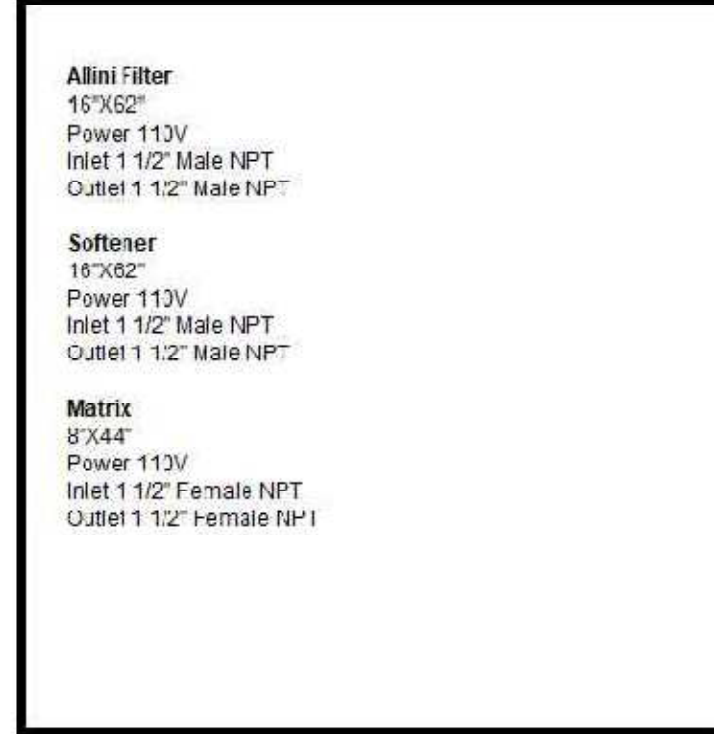 Allini Filter
16"X62"
Power 110V
Inlet 1 1/2" Male NPT
Outlet 1 1/2" Male NPT
Softener
16"X62"
Power 110V
Inlet 1 1/2" Male NPT
Outlet 1 1/2" Male NPT
Matrix
8"X44"
Power 110V
Inlet 1 1/2" Female NPT
Outlet 1 1/2" Female NPT